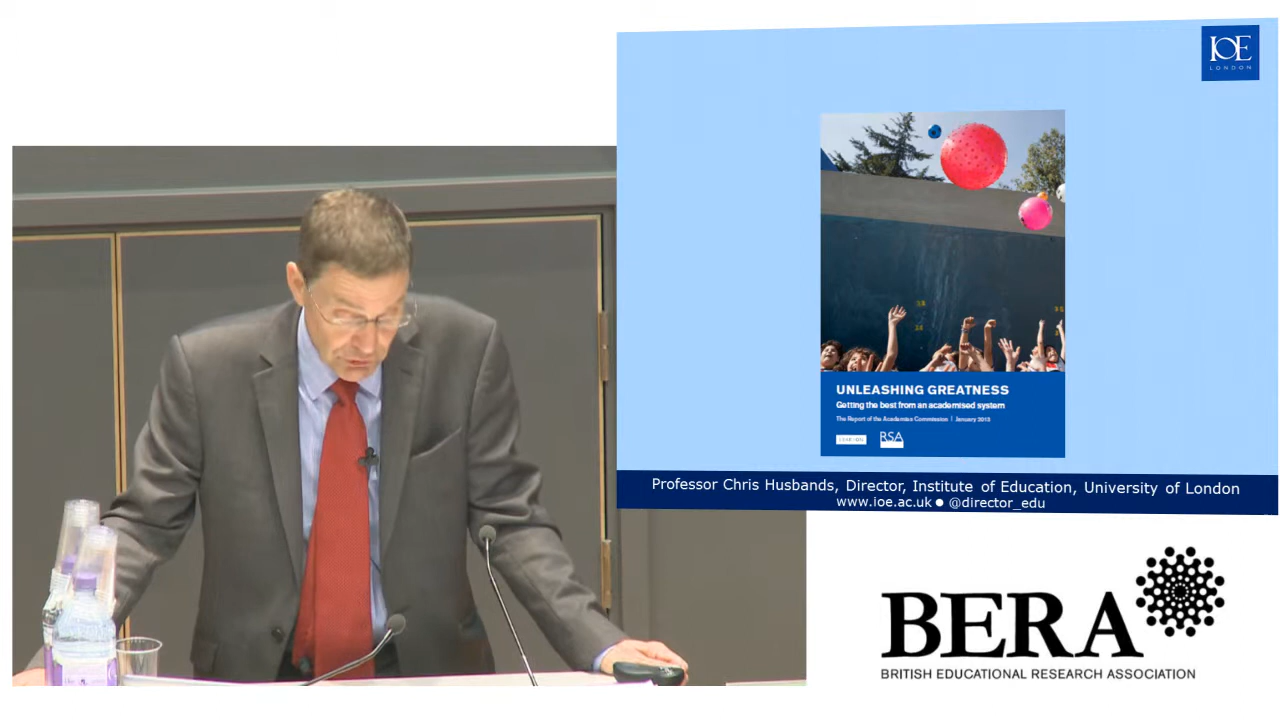 IOE
LONDON
UNLEASHING GREATNESS
Getting the best from an academised system
The Report of the Academies Commission | January 2013
PEARSON
RSA
Professor Chris Husbands, Director, Institute of Education, University of London
www.ioe.ac.uk ● @director_edu
BERA
BRITISH EDUCATIONAL RESEARCH ASSOCIATION